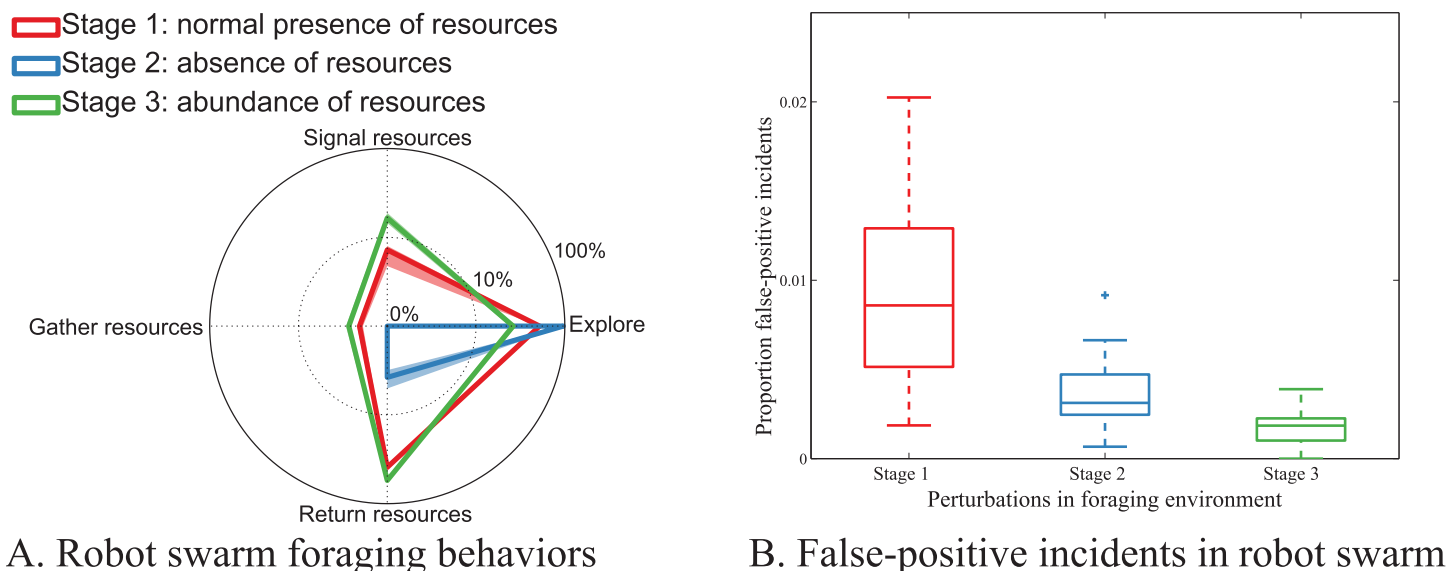 Stage 1: normal presence of resources
Stage 2: absence of resources
Stage 3: abundance of resources
Signal resources
100%
10%
0%
Gather resources
Explore
Return resources
A. Robot swarm foraging behaviors
Proportion false-positive incidents
0.02
0.01
0
Stage 1
Stage 2
Stage 3
Perturbations in foraging environment
B. False-positive incidents in robot swarm